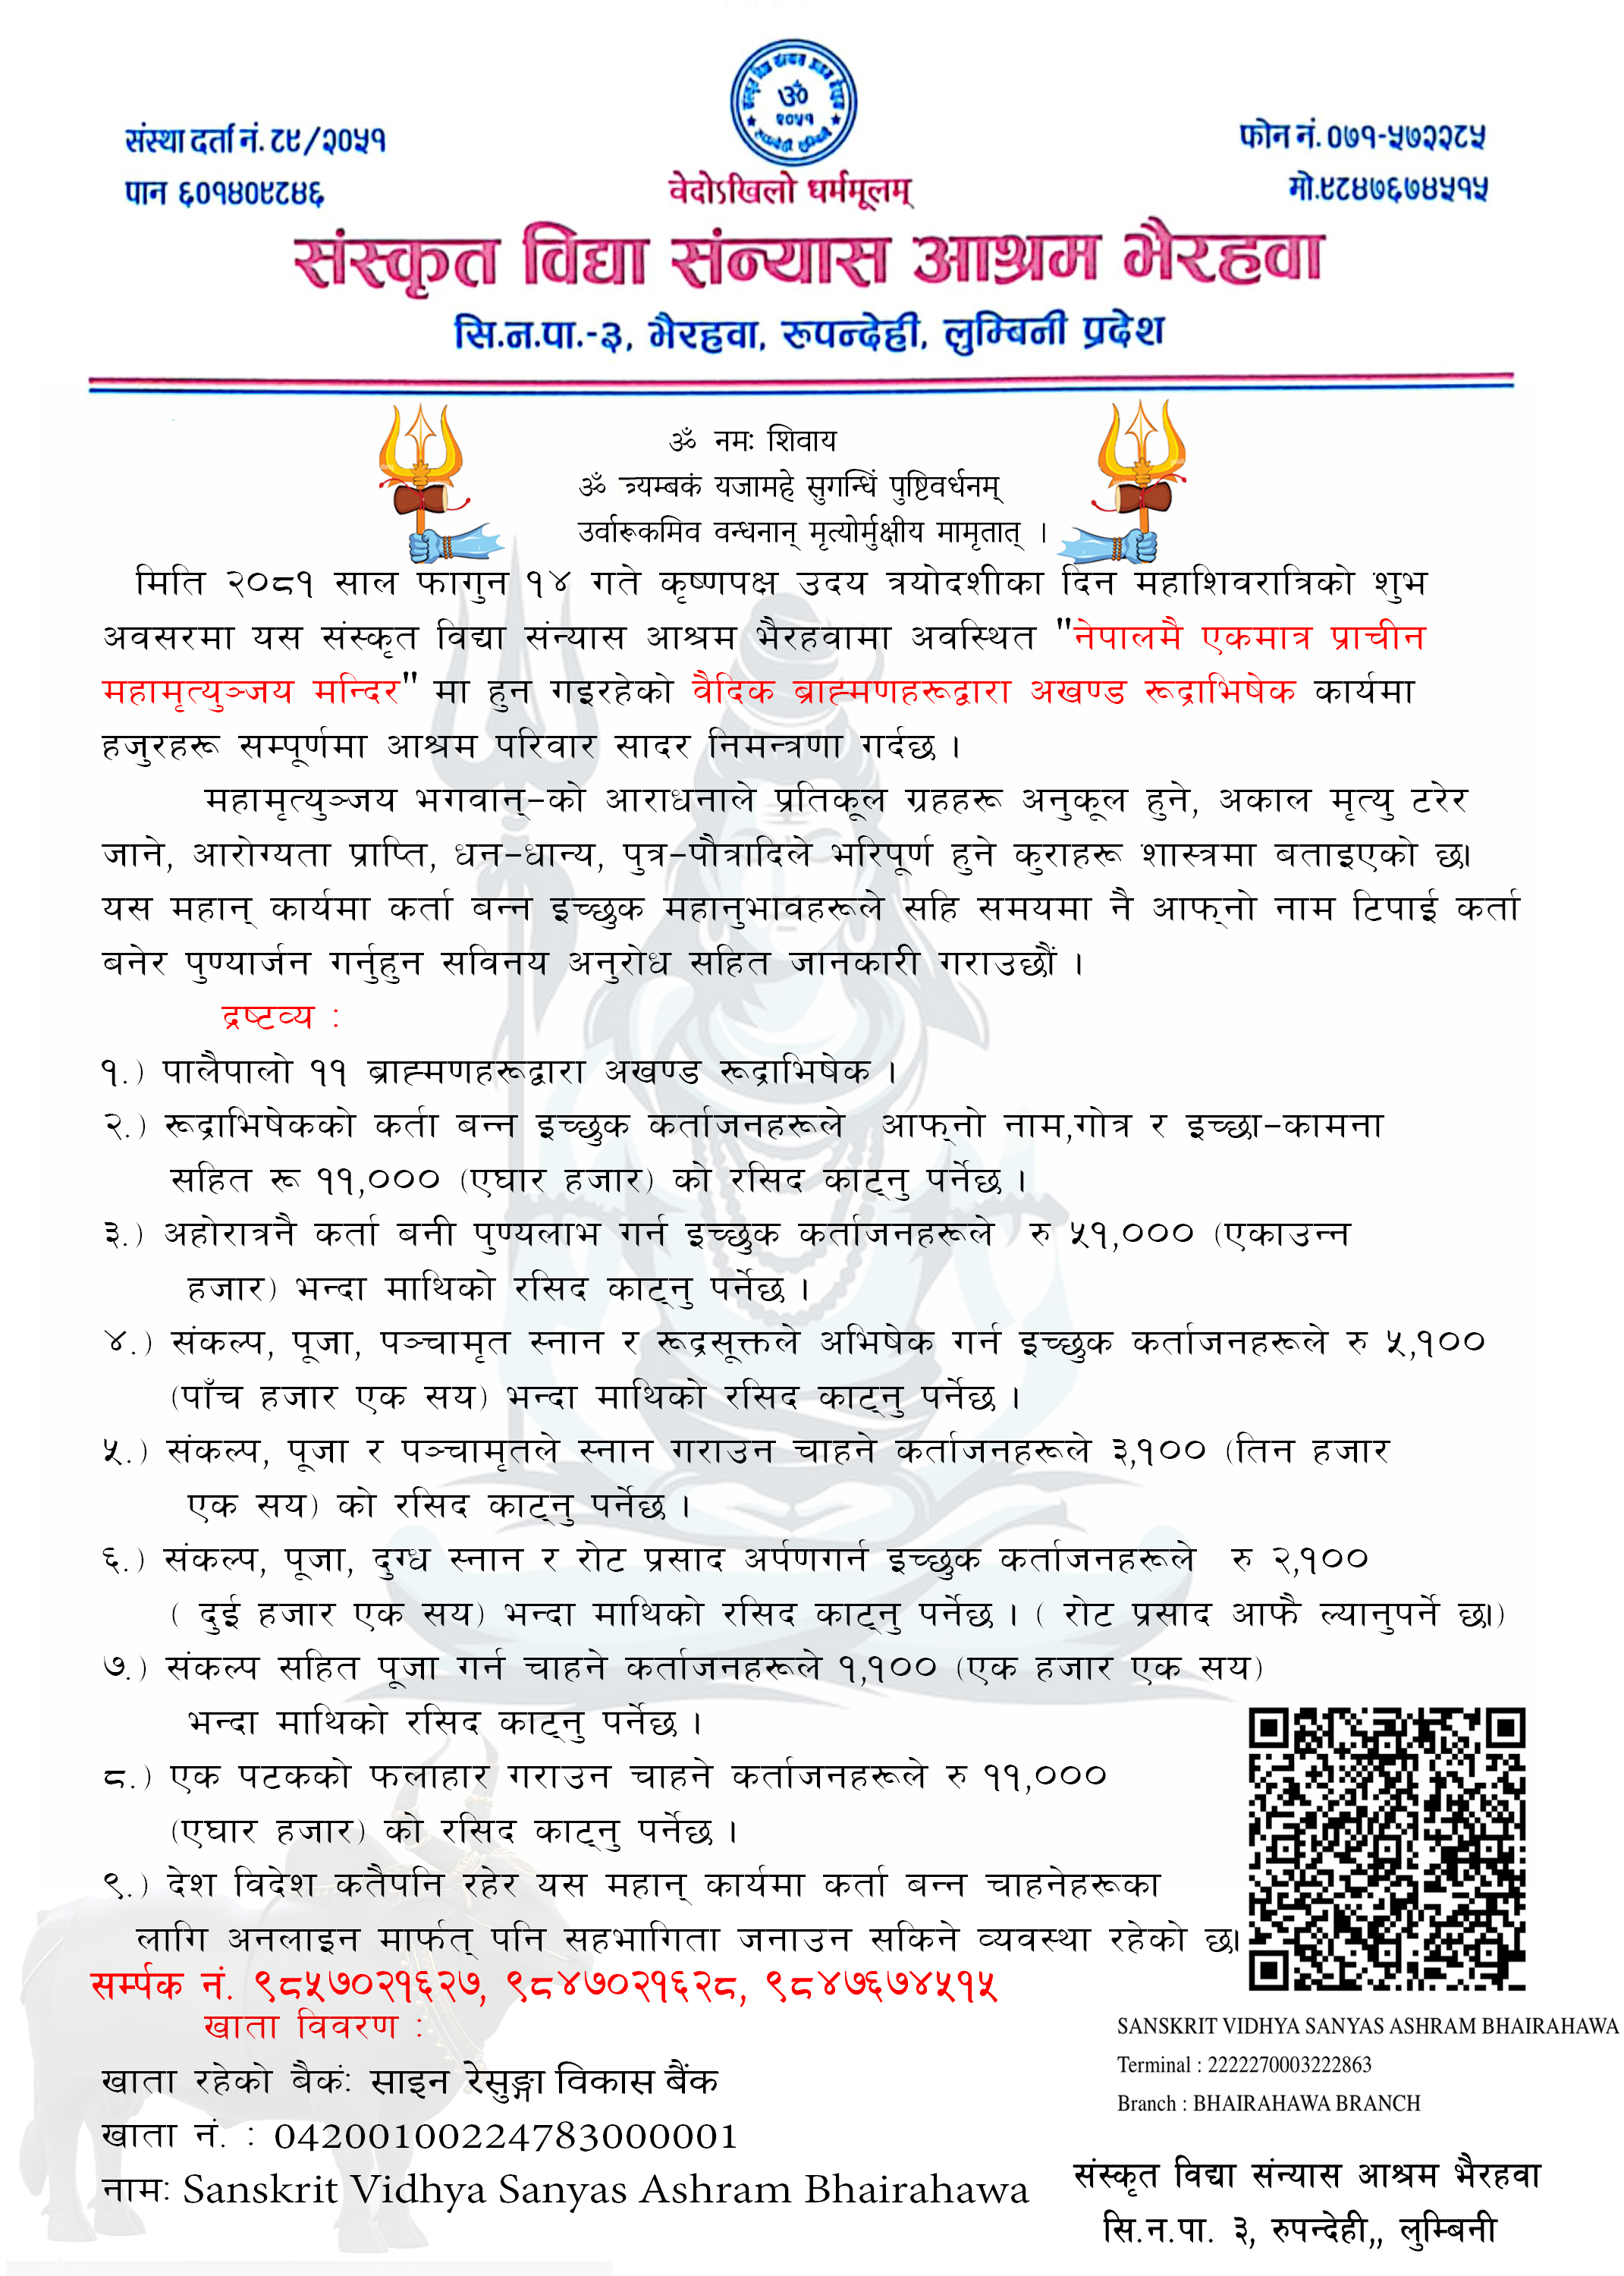 संस्कृत विद्या संन्यास आश्रम भैरहवा
ॐ
२०५१
रुपन्देही लुम्बिनी
संस्था दर्ता नं. ८९/२०५१
पान ६०१४०९८४६
फोन नं. ०७१-५७२२८५
मो.९८४७६७४५१५
वेदोऽखिलो धर्ममूलम्
संस्कृत विद्या संन्यास आश्रम भैरहवा
सि.न.पा.-३, भैरहवा, रुपन्देही, लुम्बिनी प्रदेश
ॐ नमः शिवाय
ॐ त्र्यम्बकं यजामहे सुगन्धिं पुष्टिवर्धनम्
उर्वारूकमिव वन्धनान् मृत्योर्मुक्षीय मामृतात् ।
मिति २०८१ साल फागुन १४ गते कृष्णपक्ष उदय त्रयोदशीका दिन महाशिवरात्रिको शुभ
अवसरमा यस संस्कृत विद्या संन्यास आश्रम भैरहवामा अवस्थित "नेपालमै एकमात्र प्राचीन
महामृत्युञ्जय मन्दिर" मा हुन गइरहेको वैदिक ब्राह्मणहरूद्वारा अखण्ड रूद्राभिषेक कार्यमा
हजुरहरू सम्पूर्णमा आश्रम परिवार सादर निमन्त्रणा गर्दछ ।
महामृत्युञ्जय भगवान्-को आराधनाले प्रतिकूल ग्रहहरू अनुकूल हुने, अकाल मृत्यु टरेर
जाने, आरोग्यता प्राप्ति, धन-धान्य, पुत्र-पौत्रादिले भरिपूर्ण हुने कुराहरू शास्त्रमा बताइएको छ।
यस महान् कार्यमा कर्ता बन्न इच्छुक महानुभावहरूले सहि समयमा नै आफ्नो नाम टिपाई कर्ता
बनेर पुण्यार्जन गर्नुहुन सविनय अनुरोध सहित जानकारी गराउछौं ।
द्रष्टव्य :
१.) पालैपालो ११ ब्राह्मणहरूद्वारा अखण्ड रूद्राभिषेक ।
२.) रूद्राभिषेकको कर्ता बन्न इच्छुक कर्ताजनहरूले आफ्नो नाम,गोत्र र इच्छा-कामना
सहित रू ११,००० (एघार हजार) को रसिद काट्नु पर्नेछ ।
३.) अहोरात्रनै कर्ता बनी पुण्यलाभ गर्न इच्छुक कर्ताजनहरूले रु ५१,००० (एकाउन्न
हजार) भन्दा माथिको रसिद काट्नु पर्नेछ ।
४.) संकल्प, पूजा, पञ्चामृत स्नान र रूद्रसूक्तले अभिषेक गर्न इच्छुक कर्ताजनहरूले रु ५,१००
(पाँच हजार एक सय) भन्दा माथिको रसिद काट्नु पर्नेछ ।
५.) संकल्प, पूजा र पञ्चामृतले स्नान गराउन चाहने कर्ताजनहरूले ३,१०० (तिन हजार
एक सय) को रसिद काट्नु पर्नेछ ।
६.) संकल्प, पूजा, दुग्ध स्नान र रोट प्रसाद अर्पणगर्न इच्छुक कर्ताजनहरूले रु २,१००
( दुई हजार एक सय) भन्दा माथिको रसिद काट्नु पर्नेछ । ( रोट प्रसाद आफै ल्यानुपर्ने छ।)
७.) संकल्प सहित पूजा गर्न चाहने कर्ताजनहरूले १,१०० (एक हजार एक सय)
भन्दा माथिको रसिद काट्नु पर्नेछ ।
८.) एक पटकको फलाहार गराउन चाहने कर्ताजनहरूले रु ११,०००
(एघार हजार) को रसिद काट्नु पर्नेछ ।
९.) देश विदेश कतैपनि रहेर यस महान् कार्यमा कर्ता बन्न चाहनेहरूका
लागि अनलाइन मार्फत् पनि सहभागिता जनाउन सकिने व्यवस्था रहेको छ।
सर्म्पक नं. ९८५७०२१६२७, ९८४७०२१६२८, ९८४७६७४५१५
खाता विवरण :
खाता रहेको बैकंः साइन रेसुङ्गा विकास बैंक
खाता नं. : 04200100224783000001
नामः Sanskrit Vidhya Sanyas Ashram Bhairahawa
SANSKRIT VIDHYA SANYAS ASHRAM BHAIRAHAWA
Terminal : 2222270003222863
Branch : BHAIRAHAWA BRANCH
संस्कृत विद्या संन्यास आश्रम भैरहवा
सि.न.पा. ३, रुपन्देही,, लुम्बिनी